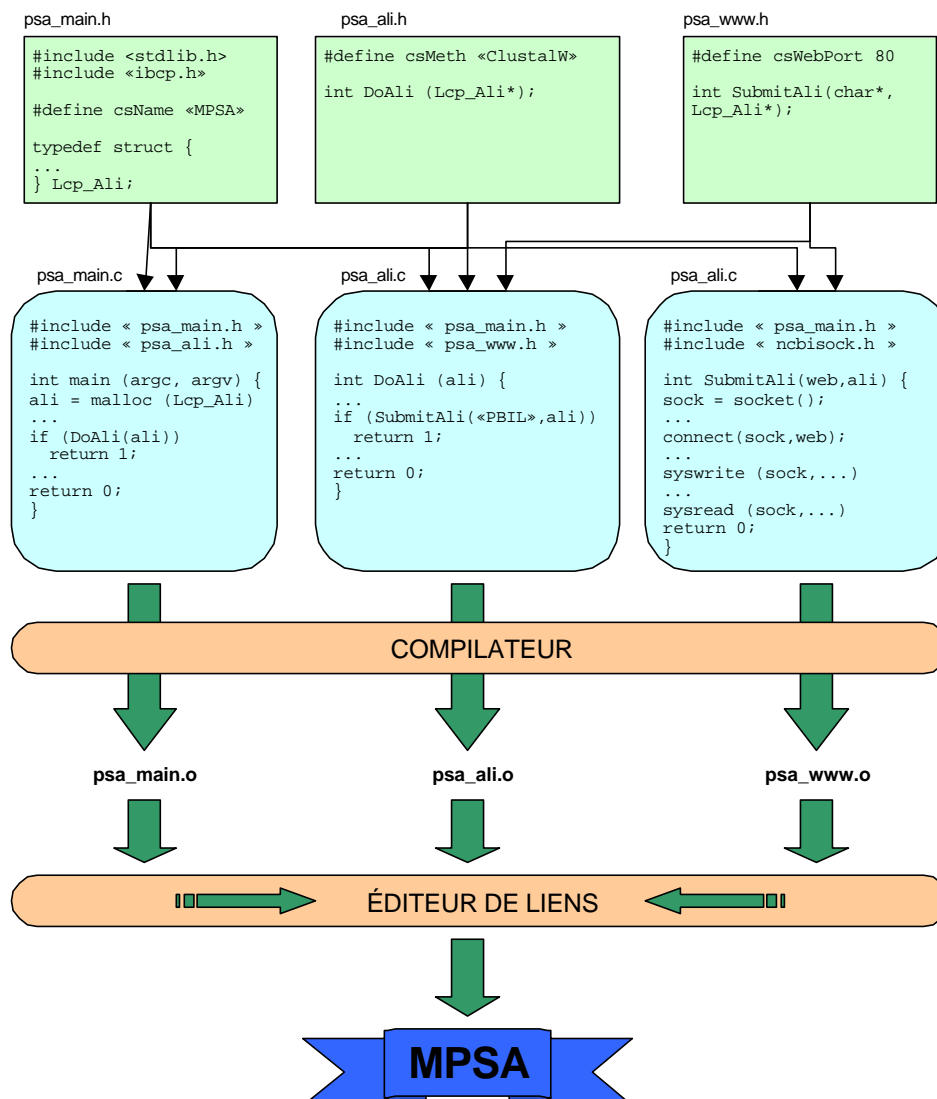 psa_main.h
#include <stdlib.h>
#include «ibcp.h»
#define csName «MPSA»
typedef struct {
...
} Lcp_Ali;
psa_ali.h
#define csMeth «ClustalW»
int DoAli (Lcp_Ali*);
psa_www.h
#define csWebPort 80
int SubmitAli(char*,
Lcp_Ali*);
psa_main.c
#include « psa_main.h »
#include « psa_ali.h »
int main (argc, argv) {
ali = malloc (Lcp_Ali)
...
if (DoAli(ali))
return 1;
...
return 0;
}
psa_ali.c
#include « psa_main.h »
#include « psa_www.h »
int DoAli (ali) {
...
if (SubmitAli(«PBIL»,ali))
return 1;
...
return 0;
}
psa_ali.c
#include « psa_main.h »
#include « ncbisock.h »
int SubmitAli(web,ali) {
sock = socket();
...
connect(sock,web);
...
syswrite (sock,...)
...
sysread (sock,...)
return 0;
}
COMPILATEUR
psa_main.o
psa_ali.o
psa_www.o
ÉDITEUR DE LIENS
MPSA